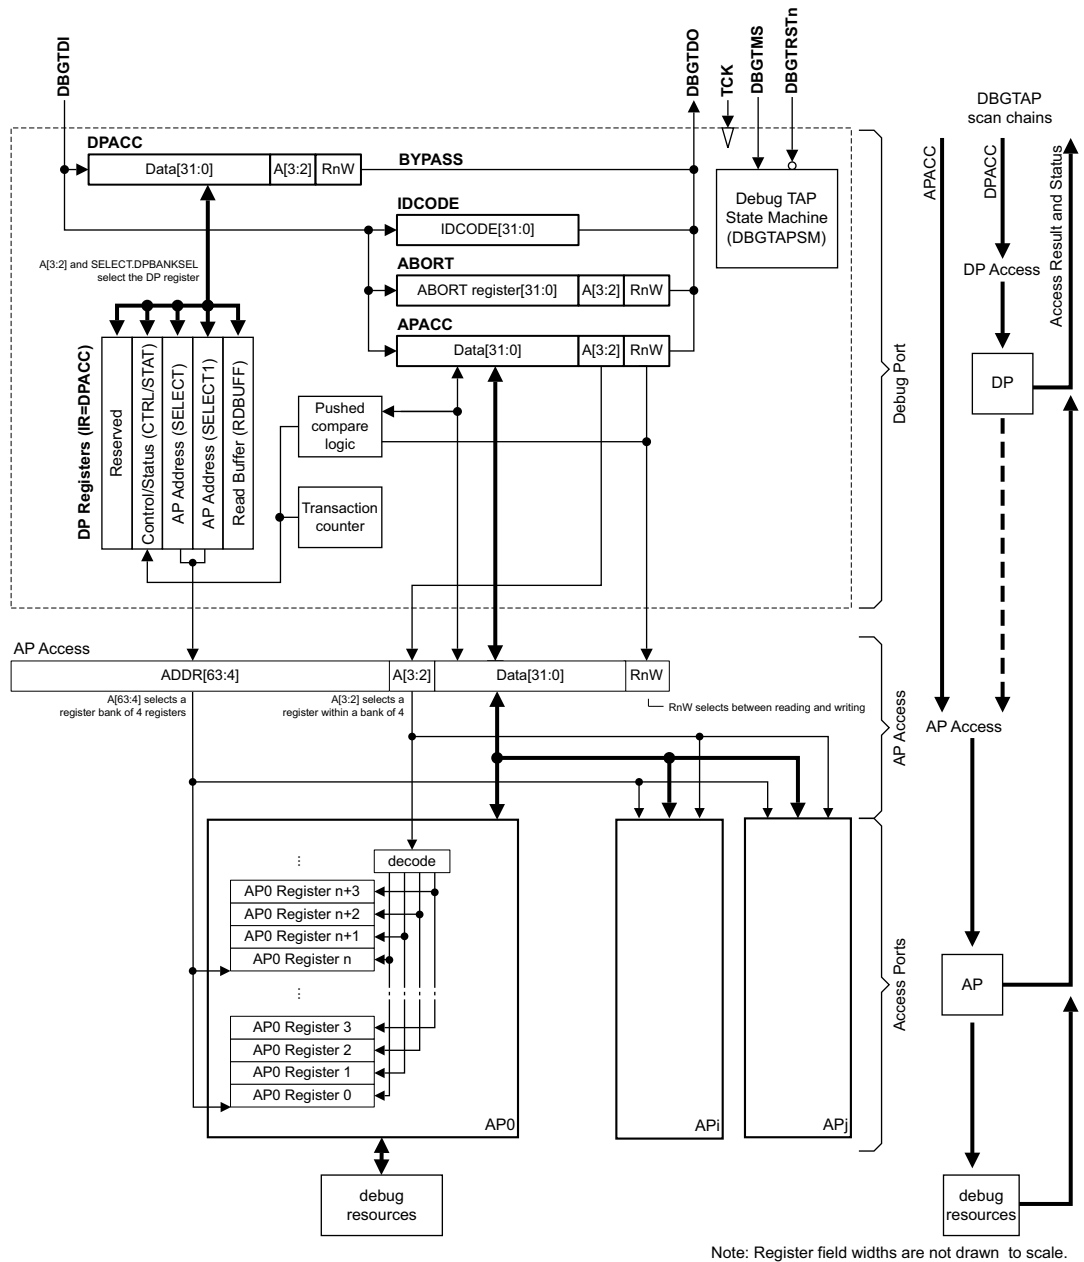 DBGTDI
DBGTDO
TCK
DBGTMS
DBGTRSTn
DBGTAP
scan chains
DPACC
Data[31:0]
A[3:2]
RnW
BYPASS
IDCODE
IDCODE[31:0]
ABORT
ABORT register[31:0]
A[3:2]
RnW
APACC
Data[31:0]
A[3:2]
RnW
Debug TAP
State Machine
(DBGTAPSM)
A[3:2] and SELECT.DPBANKSEL
select the DP register
DP Registers (IR=DPACC)
Reserved
Control/Status (CTRL/STAT)
AP Address (SELECT)
AP Address (SELECT1)
Read Buffer (RDBUFF)
Pushed
compare
logic
Transaction
counter
Debug Port
APACC
DPACC
Access Result and Status
DP Access
DP
AP Access
ADDR[63:4]
A[3:2]
Data[31:0]
RnW
A[63:4] selects a
register bank of 4 registers
A[3:2] selects a
register within a bank of 4
RnW selects between reading and writing
AP Access
AP Access
decode
⋮
AP0 Register n+3
AP0 Register n+2
AP0 Register n+1
AP0 Register n
⋮
AP0 Register 3
AP0 Register 2
AP0 Register 1
AP0 Register 0
AP0
APi
APj
Access Ports
AP
debug
resources
debug
resources
Note: Register field widths are not drawn to scale.